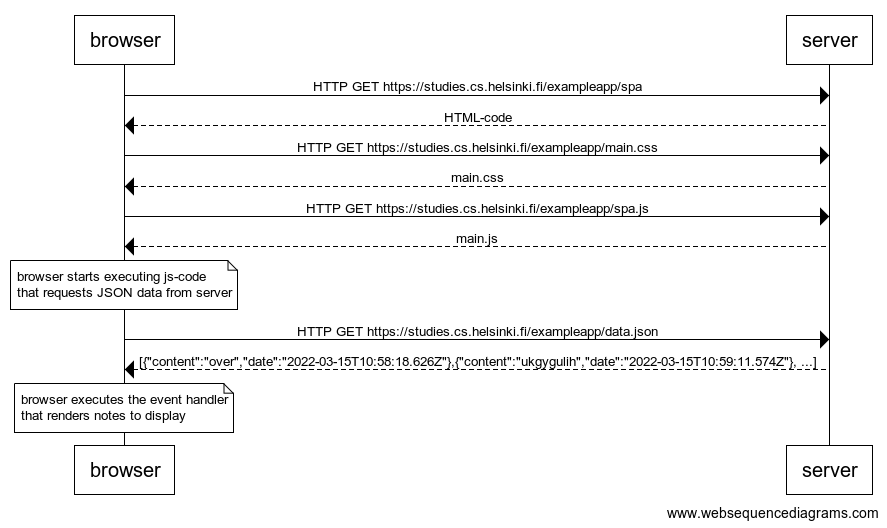 browser
server
HTTP GET https://studies.cs.helsinki.fi/exampleapp/spa
HTML-code
HTTP GET https://studies.cs.helsinki.fi/exampleapp/main.css
main.css
HTTP GET https://studies.cs.helsinki.fi/exampleapp/spa.js
main.js
browser starts executing js-code
that requests JSON data from server
HTTP GET https://studies.cs.helsinki.fi/exampleapp/data.json
[{"content":"over","date":"2022-03-15T10:58:18.626Z"},{"content":"ukgygulih","date":"2022-03-15T10:59:11.574Z"}, ...]
browser executes the event handler
that renders notes to display
browser
server
www.websequencediagrams.com